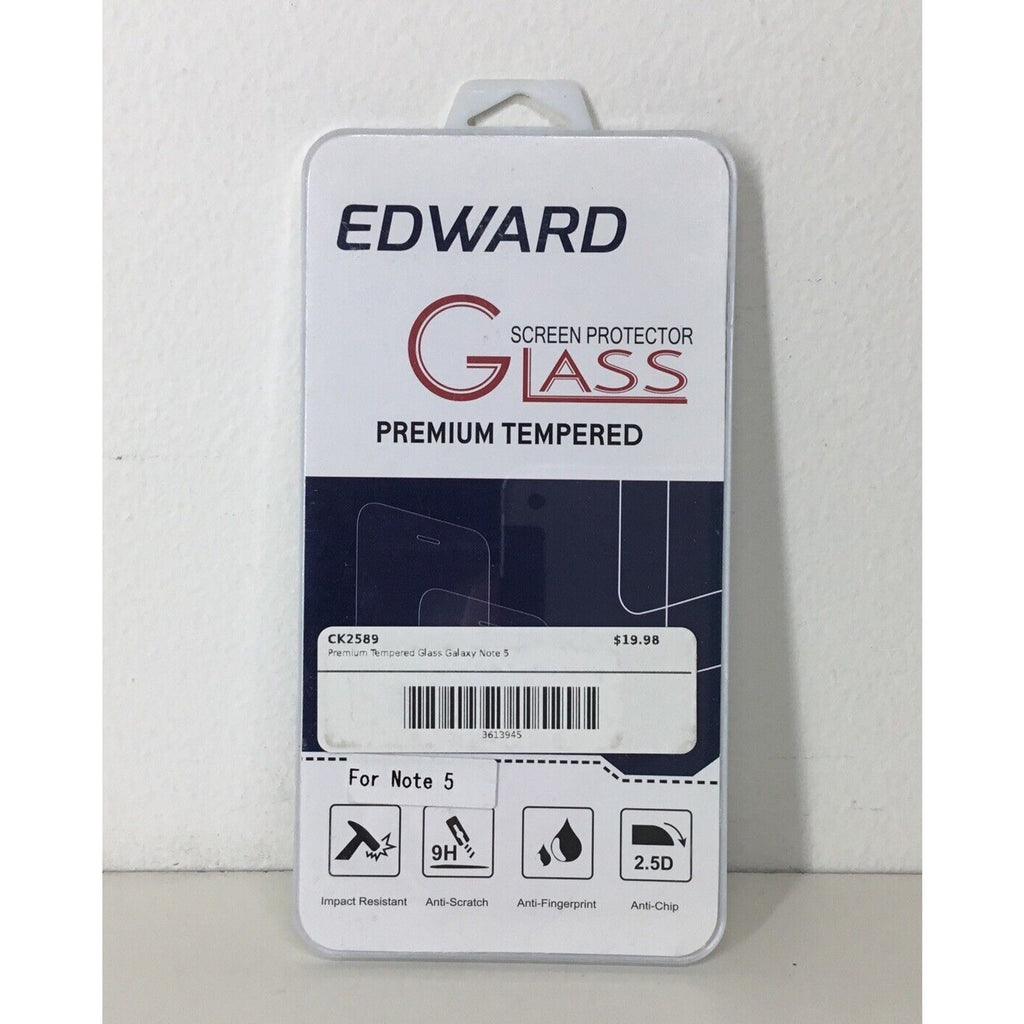 EDWARD
SCREEN PROTECTOR
GLASS
PREMIUM TEMPERED
CK2589 $19.98
Premium Tempered Glass Galaxy Note 5
3613945
For Note 5
9H
2.5D
Impact Resistant Anti-Scratch Anti-Fingerprint Anti-Chip